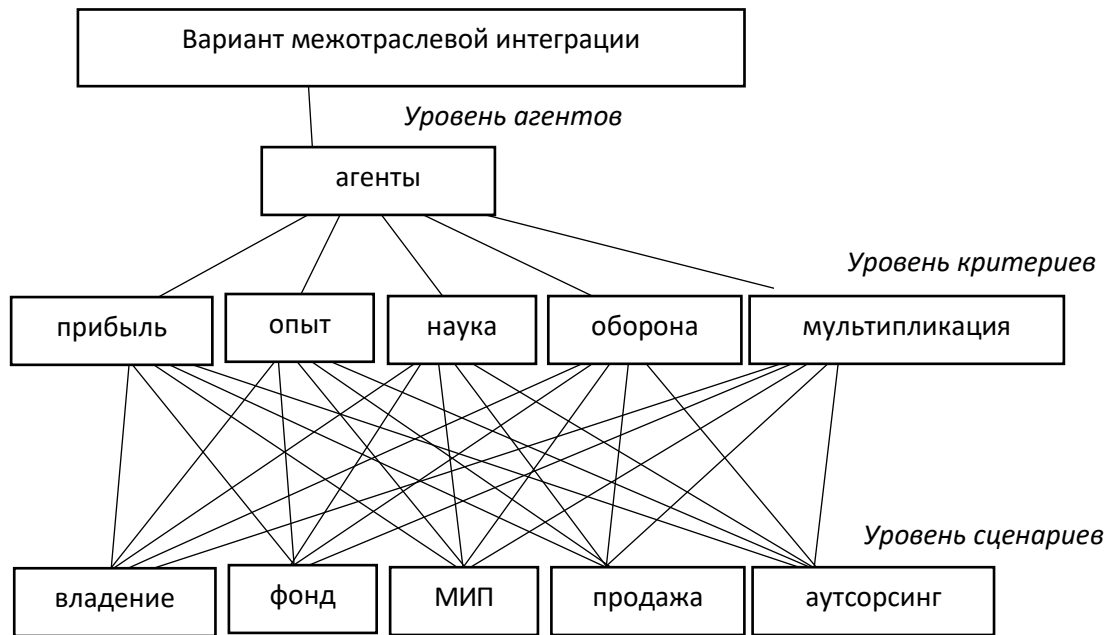 Вариант межотраслевой интеграции
Уровень агентов
агенты
Уровень критериев
прибыль
опыт
наука
оборона
мультипликация
Уровень сценариев
владение
фонд
МИП
продажа
аутсорсинг